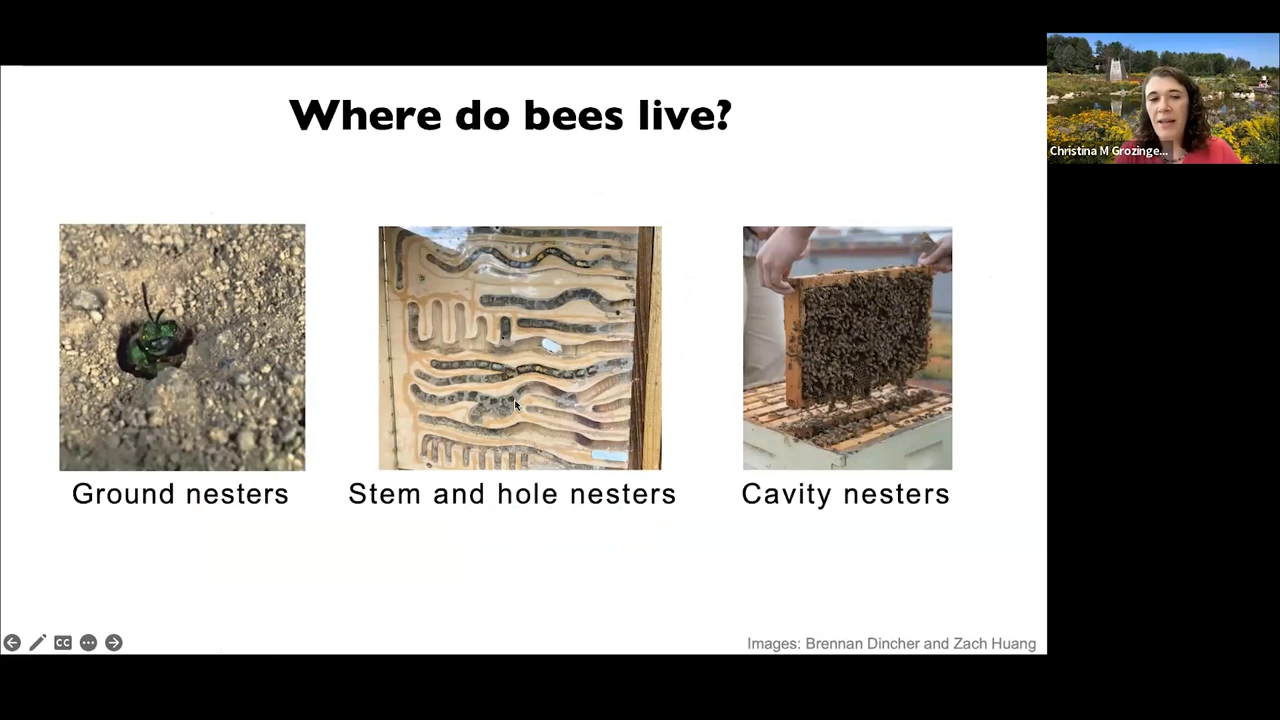 Where do bees live?
Christina M Grozinge...
Ground nesters
Stem and hole nesters
Cavity nesters
CC
Images: Brennan Dincher and Zach Huang